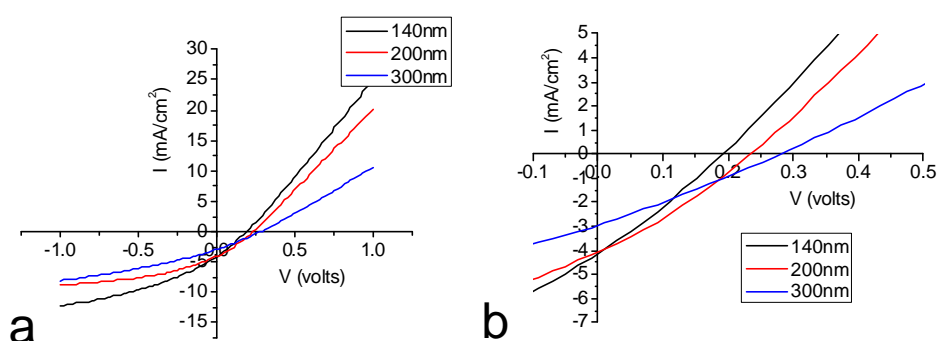 140nm
200nm
300nm
30
25
20
15
10
5
0
-5
-10
-15
I (mA/cm²)
-1.0 -0.5 0.0 0.5 1.0
V (volts)
a
5
4
3
2
1
0
-1
-2
-3
-4
-5
-6
-7
I (mA/cm²)
-0.1 0.0 0.1 0.2 0.3 0.4 0.5
V (volts)
140nm
200nm
300nm
b